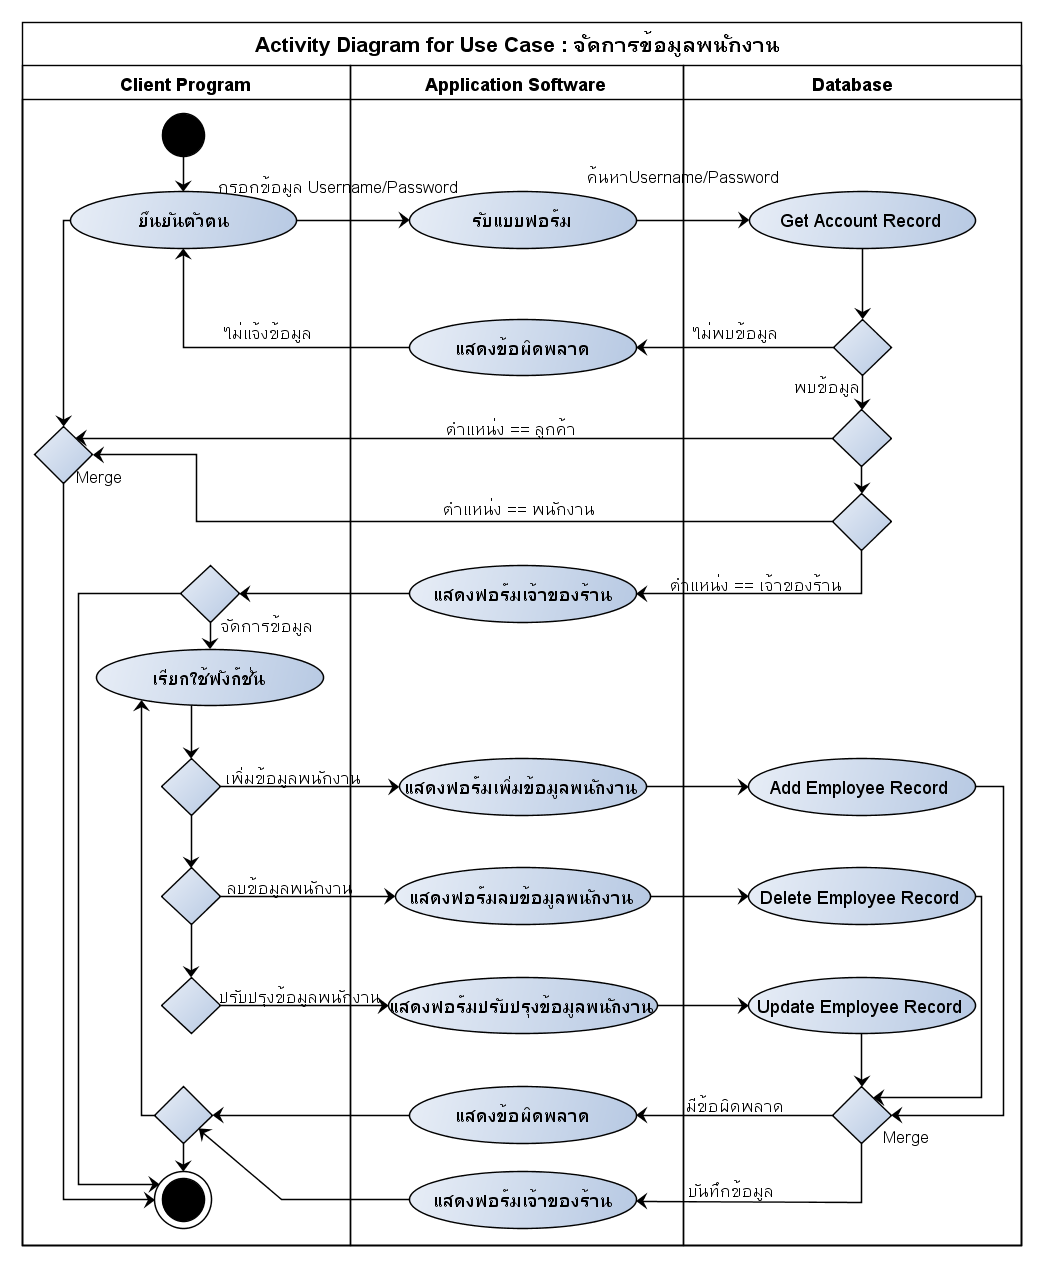 Activity Diagram for Use Case : จัดการข้อมูลพนักงาน
Client Program
Application Software
Database
กรอกข้อมูล Username/Password
ค้นหาUsername/Password
ยืนยันตัวตน
รับแบบฟอร์ม
Get Account Record
ไม่แจ้งข้อมูล
แสดงข้อผิดพลาด
ไม่พบข้อมูล
พบข้อมูล
ตำแหน่ง == ลูกค้า
Merge
ตำแหน่ง == พนักงาน
แสดงฟอร์มเจ้าของร้าน
ตำแหน่ง == เจ้าของร้าน
จัดการข้อมูล
เรียกใช้ฟังก์ชั่น
เพิ่มข้อมูลพนักงาน
แสดงฟอร์มเพิ่มข้อมูลพนักงาน
Add Employee Record
ลบข้อมูลพนักงาน
แสดงฟอร์มลบข้อมูลพนักงาน
Delete Employee Record
ปรับปรุงข้อมูลพนักงาน
แสดงฟอร์มปรับปรุงข้อมูลพนักงาน
Update Employee Record
แสดงข้อผิดพลาด
มีข้อผิดพลาด
Merge
แสดงฟอร์มเจ้าของร้าน
บันทึกข้อมูล